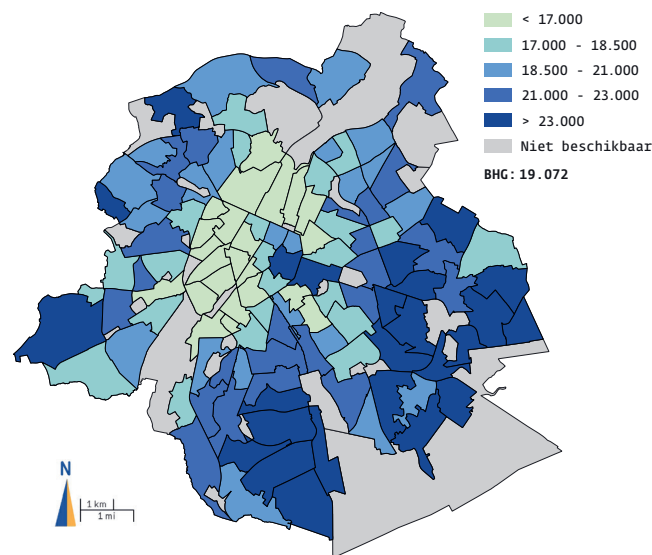 < 17.000
17.000 - 18.500
18.500 - 21.000
21.000 - 23.000
> 23.000
Niet beschikbaar
BHG: 19.072
N
1 km
1 mi